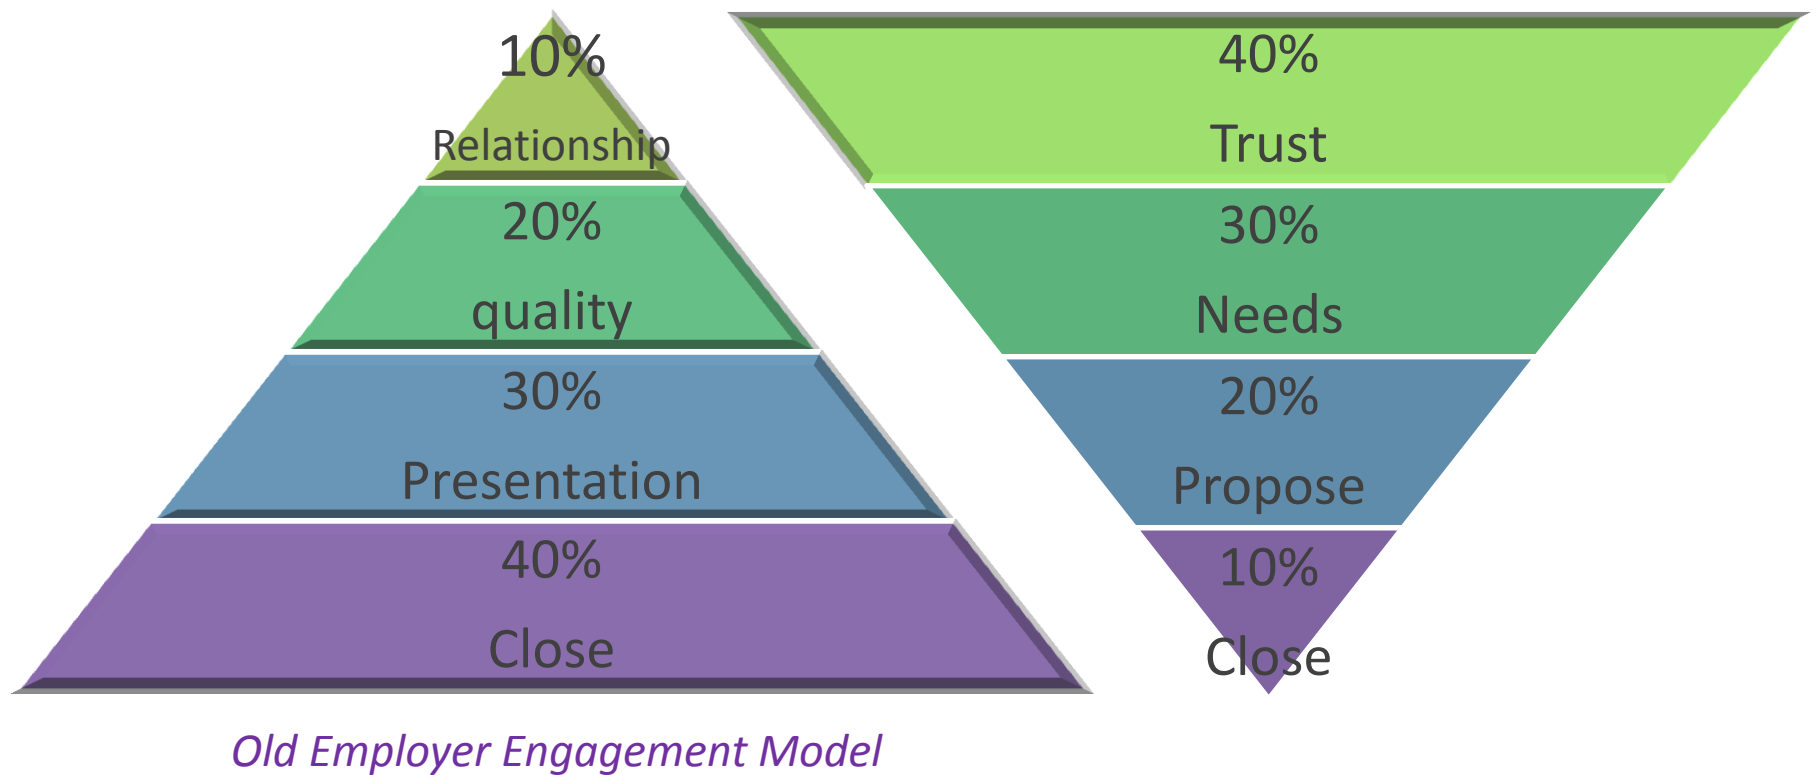 10%
Relationship
20%
quality
30%
Presentation
40%
Close
Old Employer Engagement Model
40%
Trust
30%
Needs
20%
Propose
10%
Close